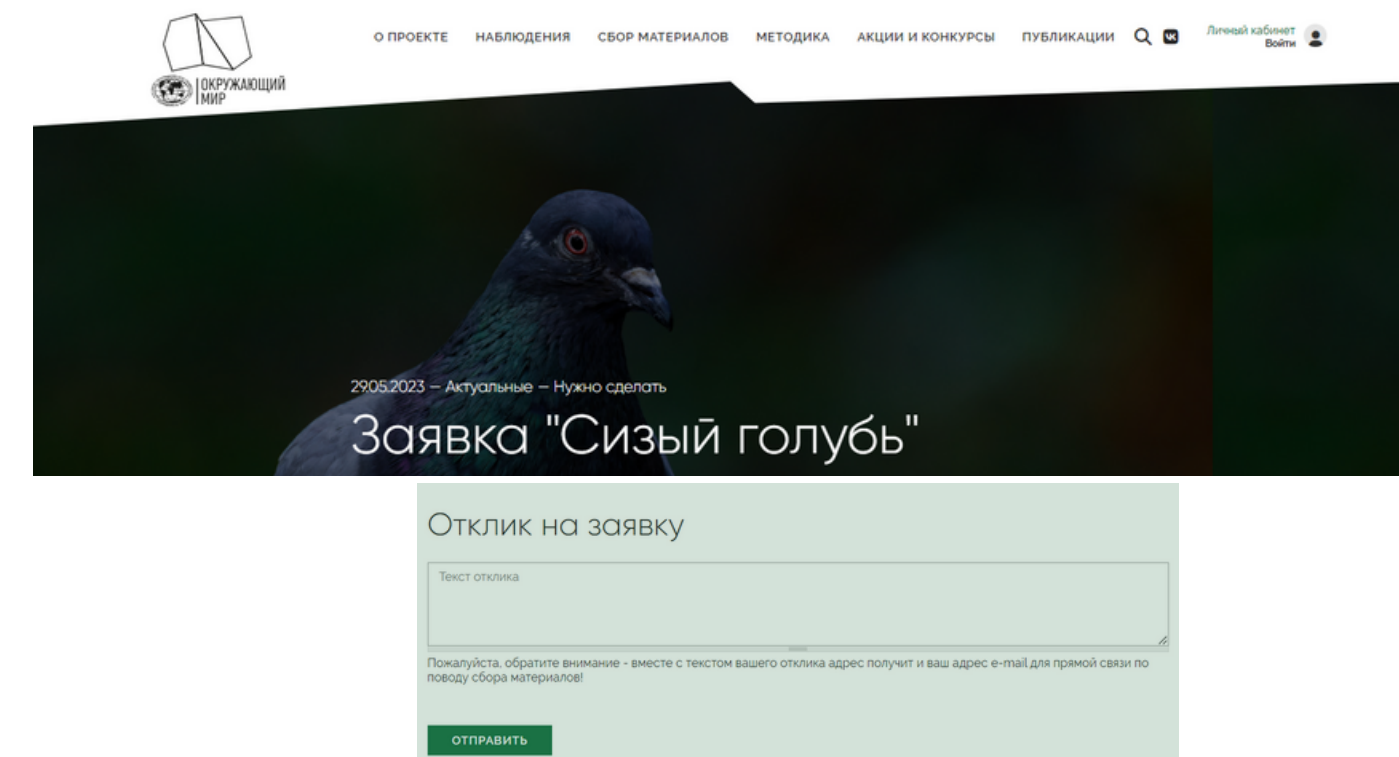 О ПРОЕКТЕ НАБЛЮДЕНИЯ СБОР МАТЕРИАЛОВ МЕТОДИКА АКЦИИ И КОНКУРСЫ ПУБЛИКАЦИИ
Личный кабинет
Войти
ОКРУЖАЮЩИЙ
МИР
29.05.2023 — Актуальные — Нужно сделать
Заявка "Сизый голубь"
Отклик на заявку
Текст отклика
Пожалуйста, обратите внимание - вместе с текстом вашего отклика адрес получит и ваш адрес e-mail для прямой связи по
поводу сбора материалов!
ОТПРАВИТЬ